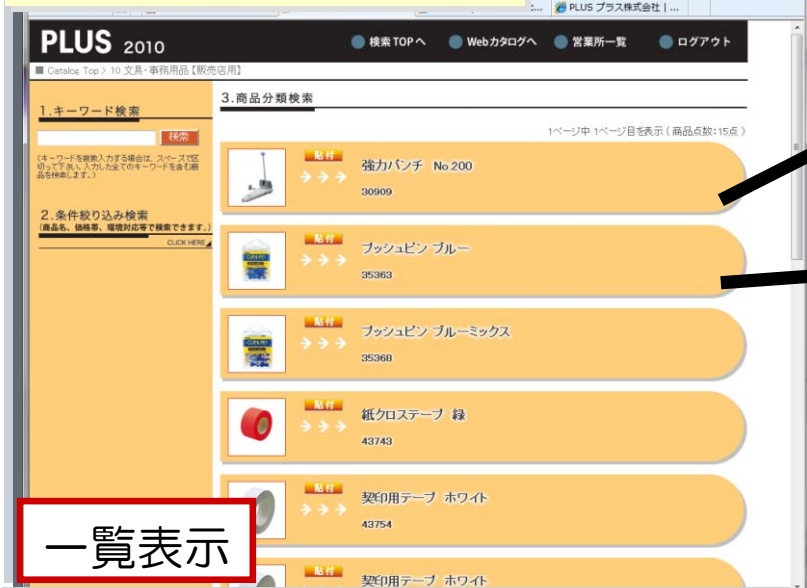 PLUS プラス株式会社 | ...
PLUS 2010
検索TOPへ
Webカタログへ
営業所一覧
ログアウト
■ Catalog Top > 10 文具・事務用品【販売店用】
1.キーワード検索
検索
(キーワードを複数入力する場合は、スペースで区
切って下さい。入力した全てのキーワードを含む商
品を検索します。)
2.条件絞り込み検索
(商品名、価格帯、環境対応等で検索できます。)
CLICK HERE
3.商品分類検索
1ページ中 1ページ目を表示 ( 商品点数:15点 )
貼付
強力パンチ No.200
30909
貼付
プッシュピン ブルー
35363
貼付
プッシュピン ブルーミックス
35368
貼付
紙クロステープ 緑
43743
貼付
契印用テープ ホワイト
43754
貼付
契印用テープ ホワイト
一覧表示